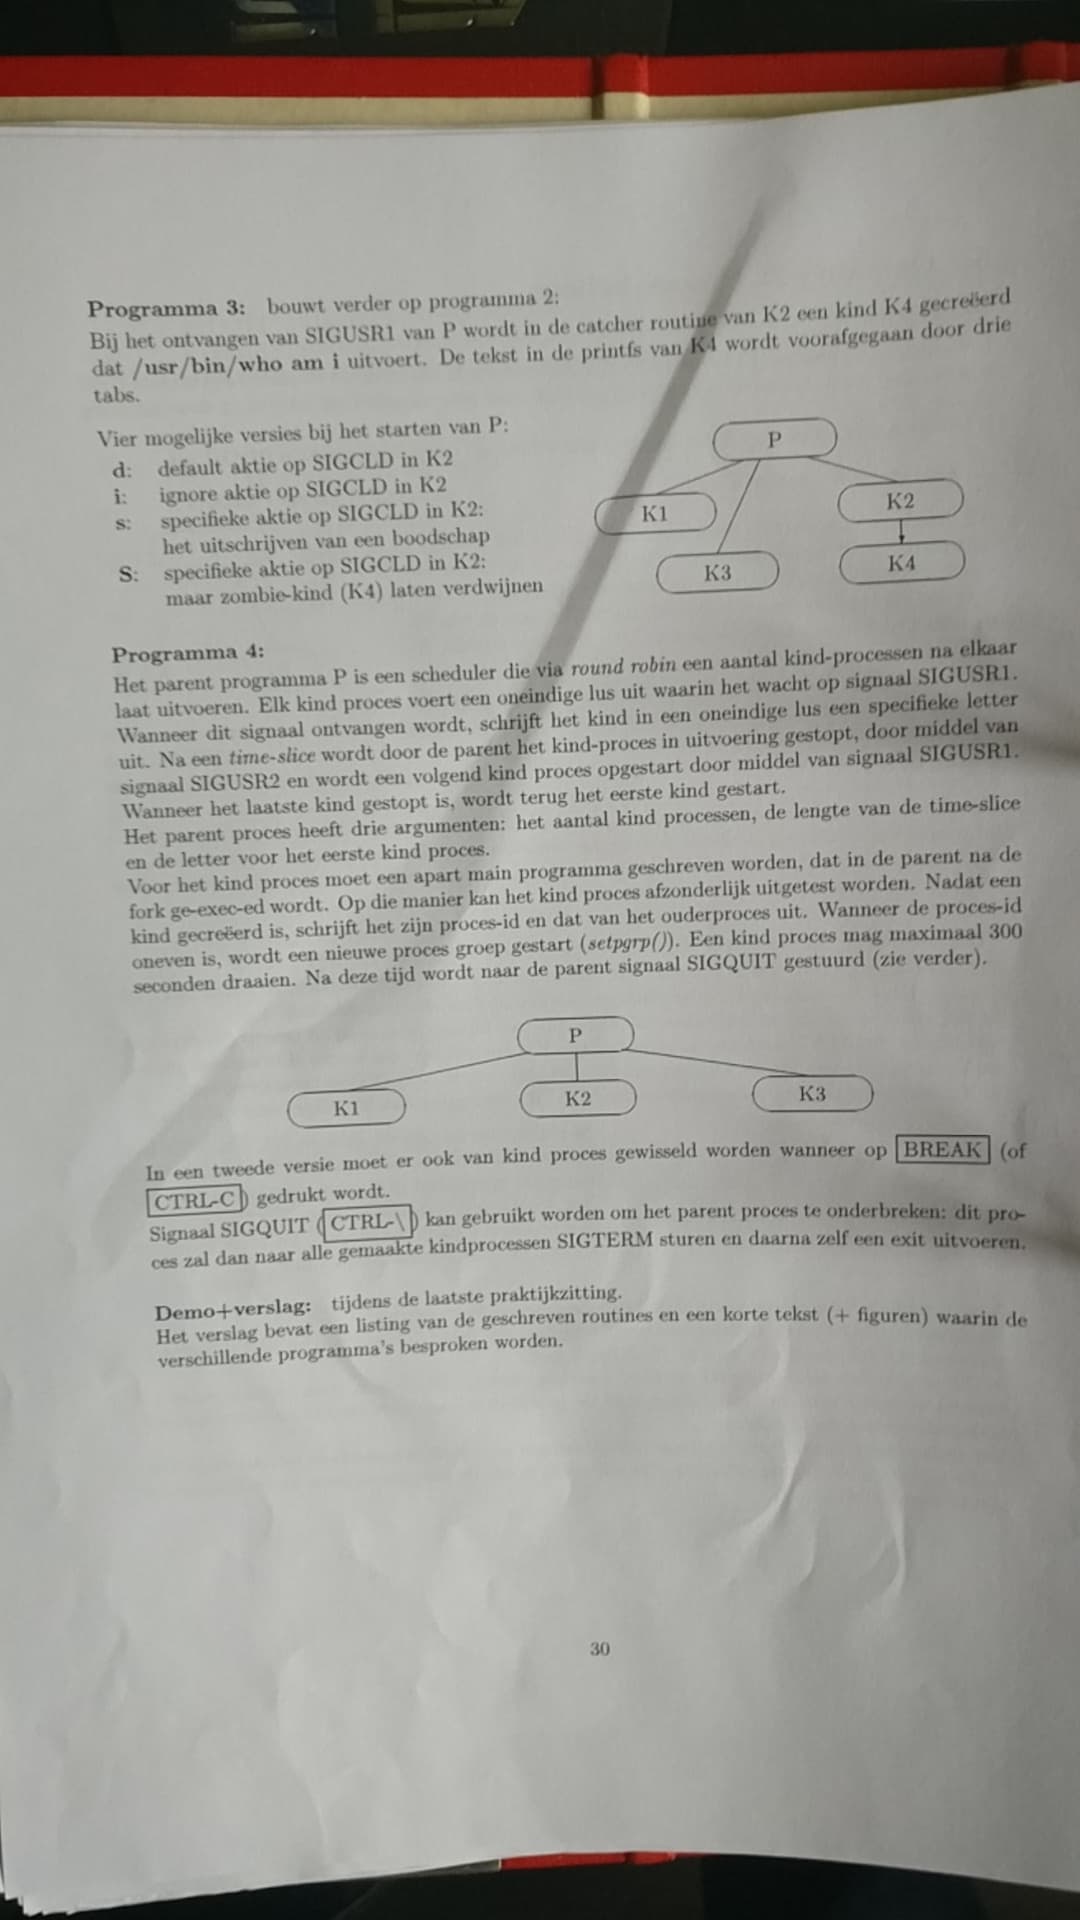 Programma 3: bouwt verder op programma 2:
Bij het ontvangen van SIGUSR1 van P wordt in de catcher routine van K2 een kind K4 gecreëerd
dat /usr/bin/who am i uitvoert. De tekst in de printfs van K4 wordt voorafgegaan door drie
tabs.
Vier mogelijke versies bij het starten van P:
d: default aktie op SIGCLD in K2
i: ignore aktie op SIGCLD in K2
s: specifieke aktie op SIGCLD in K2:
het uitschrijven van een boodschap
S: specifieke aktie op SIGCLD in K2:
maar zombie-kind (K4) laten verdwijnen
P
K1
K2
K3
K4
Programma 4:
Het parent programma P is een scheduler die via round robin een aantal kind-processen na elkaar
laat uitvoeren. Elk kind proces voert een oneindige lus uit waarin het wacht op signaal SIGUSR1.
Wanneer dit signaal ontvangen wordt, schrijft het kind in een oneindige lus een specifieke letter
uit. Na een time-slice wordt door de parent het kind-proces in uitvoering gestopt, door middel van
signaal SIGUSR2 en wordt een volgend kind proces opgestart door middel van signaal SIGUSR1.
Wanneer het laatste kind gestopt is, wordt terug het eerste kind gestart.
Het parent proces heeft drie argumenten: het aantal kind processen, de lengte van de time-slice
en de letter voor het eerste kind proces.
Voor het kind proces moet een apart main programma geschreven worden, dat in de parent na de
fork ge-exec-ed wordt. Op die manier kan het kind proces afzonderlijk uitgetest worden. Nadat een
kind gecreëerd is, schrijft het zijn proces-id en dat van het ouderproces uit. Wanneer de proces-id
oneven is, wordt een nieuwe proces groep gestart (setpgrp()). Een kind proces mag maximaal 300
seconden draaien. Na deze tijd wordt naar de parent signaal SIGQUIT gestuurd (zie verder).
P
K1
K2
K3
In een tweede versie moet er ook van kind proces gewisseld worden wanneer op BREAK (of
CTRL-C) gedrukt wordt.
Signaal SIGQUIT (CTRL-\) kan gebruikt worden om het parent proces te onderbreken: dit pro-
ces zal dan naar alle gemaakte kindprocessen SIGTERM sturen en daarna zelf een exit uitvoeren.
Demo+verslag: tijdens de laatste praktijkzitting.
Het verslag bevat een listing van de geschreven routines en een korte tekst (+ figuren) waarin de
verschillende programma's besproken worden.
30